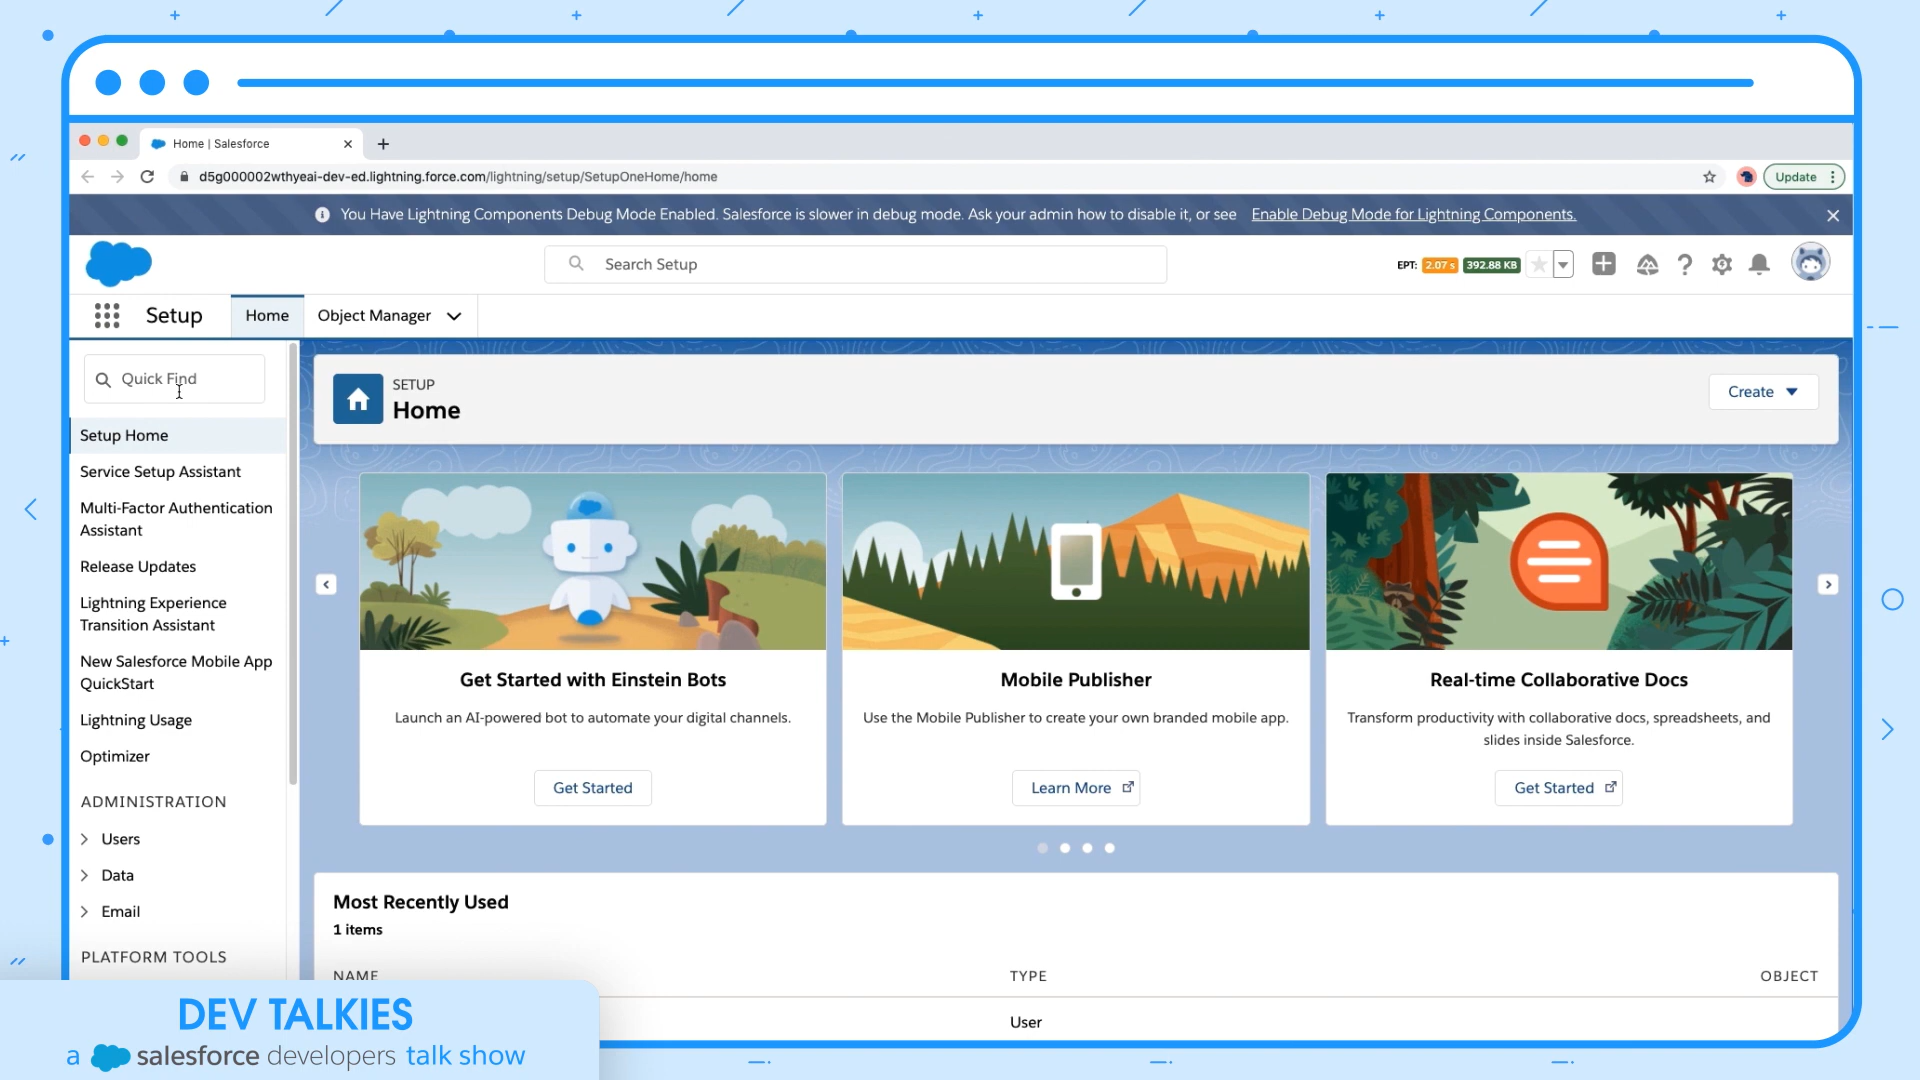 Home | Salesforce
d5g000002wthyeai-dev-ed.lightning.force.com/lightning/setup/SetupOneHome/home
Update
You Have Lightning Components Debug Mode Enabled. Salesforce is slower in debug mode. Ask your admin how to disable it, or see Enable Debug Mode for Lightning Components.
Search Setup
EPT: 2.07 s 392.88 KB
Setup
Home
Object Manager
Quick Find
Setup Home
Service Setup Assistant
Multi-Factor Authentication
Assistant
Release Updates
Lightning Experience
Transition Assistant
New Salesforce Mobile App
QuickStart
Lightning Usage
Optimizer
ADMINISTRATION
Users
Data
Email
PLATFORM TOOLS
SETUP
Home
Create
Get Started with Einstein Bots
Launch an AI-powered bot to automate your digital channels.
Get Started
Mobile Publisher
Use the Mobile Publisher to create your own branded mobile app.
Learn More
Real-time Collaborative Docs
Transform productivity with collaborative docs, spreadsheets, and
slides inside Salesforce.
Get Started
Most Recently Used
1 items
NAME
TYPE
OBJECT
User
DEV TALKIES
a salesforce developers talk show